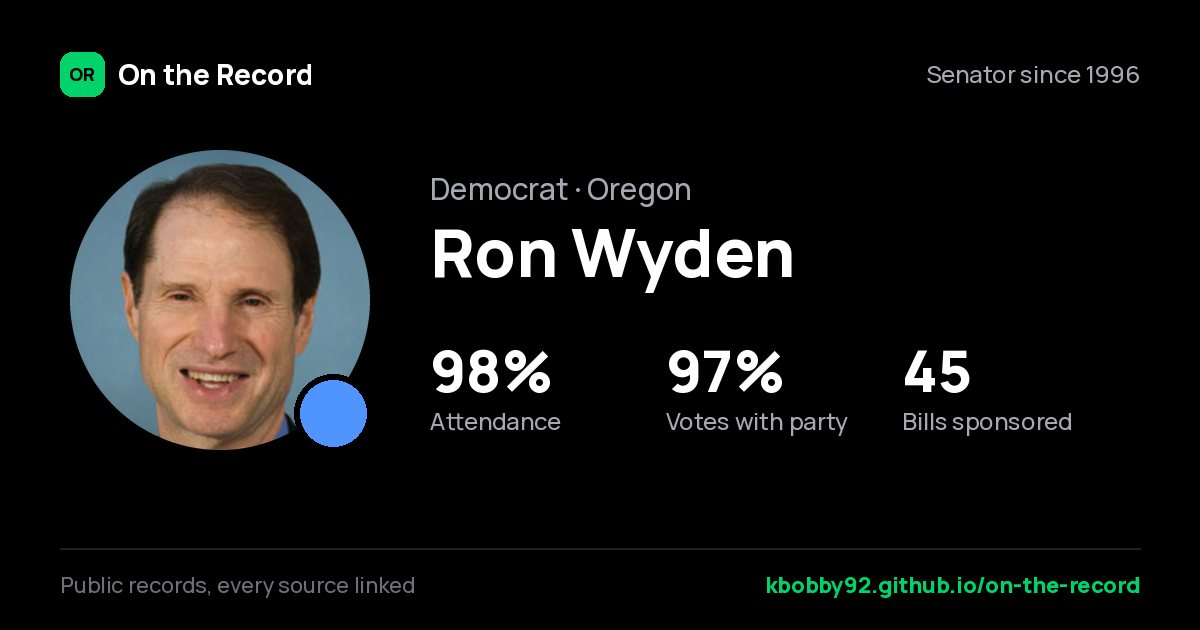 OR On the Record
Senator since 1996
Democrat · Oregon
Ron Wyden
98% 97% 45
Attendance Votes with party Bills sponsored
Public records, every source linked
kbobby92.github.io/on-the-record